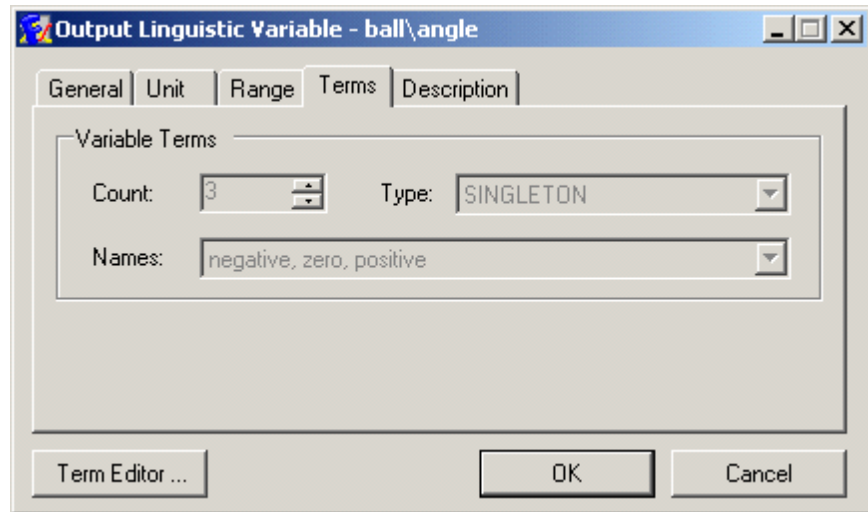 Output Linguistic Variable - ball\angle
General Unit Range Terms Description
Variable Terms
Count: 3 Type: SINGLETON
Names: negative, zero, positive
Term Editor ... OK Cancel